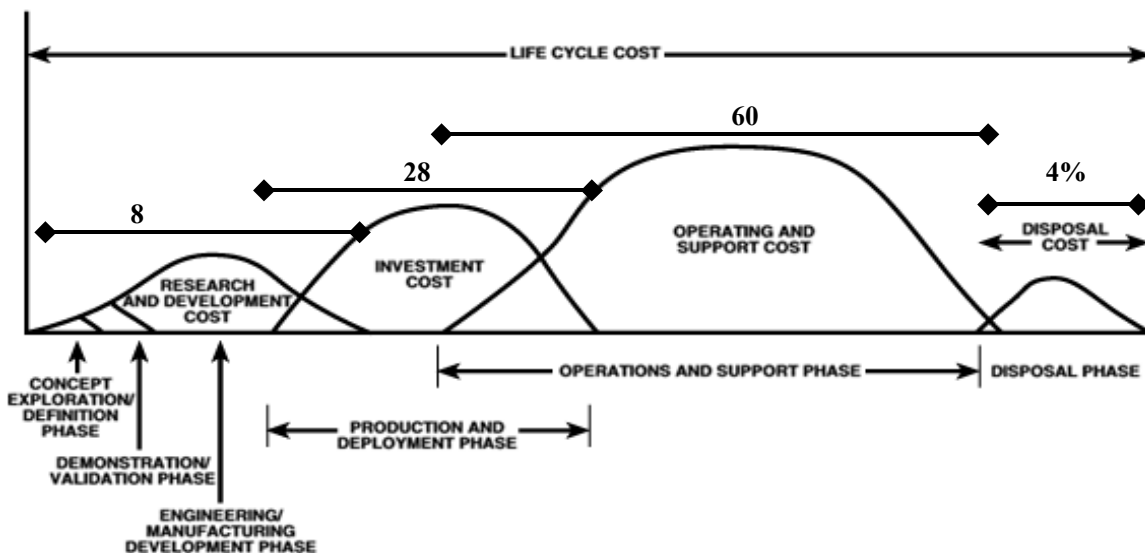 LIFE CYCLE COST
60
28
4%
8
DISPOSAL
COST
OPERATING AND
SUPPORT COST
INVESTMENT
COST
RESEARCH
AND DEVELOPMENT
COST
CONCEPT
EXPLORATION/
DEFINITION
PHASE
OPERATIONS AND SUPPORT PHASE
DISPOSAL PHASE
PRODUCTION AND
DEPLOYMENT PHASE
DEMONSTRATION/
VALIDATION PHASE
ENGINEERING/
MANUFACTURING
DEVELOPMENT PHASE